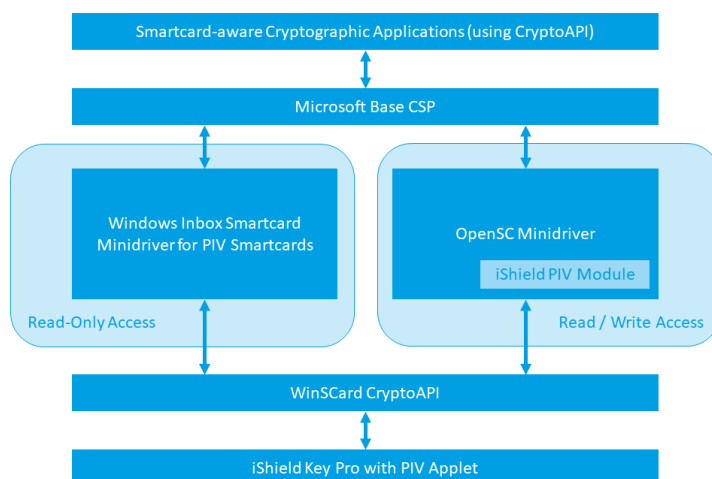 Smartcard-aware Cryptographic Applications (using CryptoAPI)
Microsoft Base CSP
Windows Inbox Smartcard
Minidriver for PIV Smartcards
Read-Only Access
OpenSC Minidriver
iShield PIV Module
Read / Write Access
WinSCard CryptoAPI
iShield Key Pro with PIV Applet